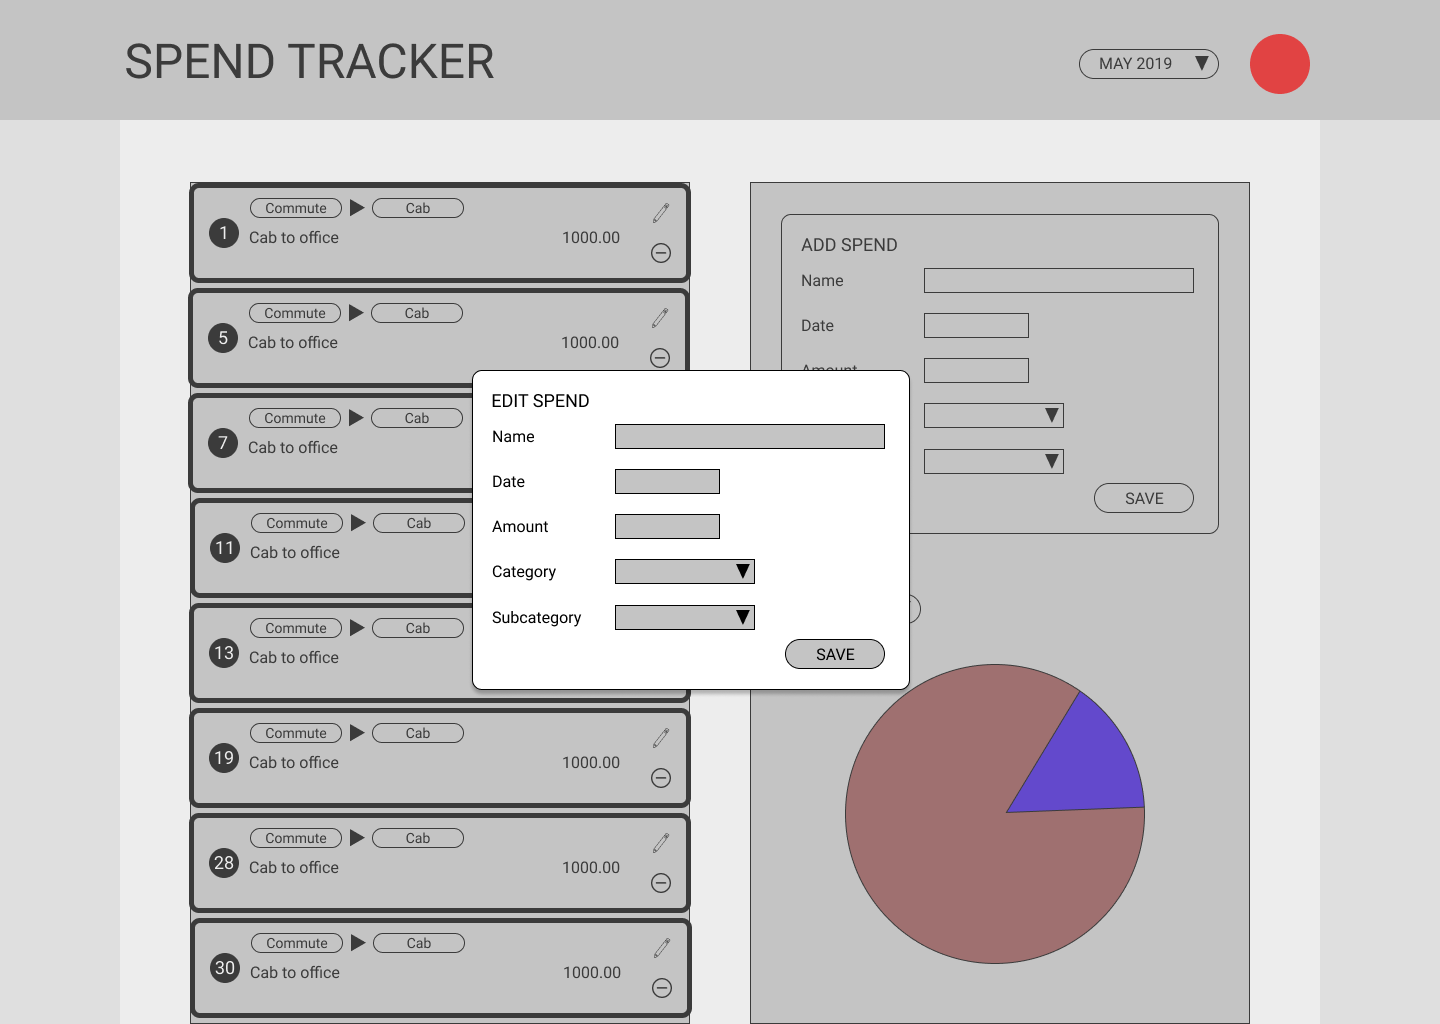 SPEND TRACKER
MAY 2019
Commute Cab
1
Cab to office 1000.00
Commute Cab
5
Cab to office 1000.00
Commute Cab
7
Cab to office
Commute Cab
11
Cab to office
Commute Cab
13
Cab to office
Commute Cab
19
Cab to office 1000.00
Commute Cab
28
Cab to office 1000.00
Commute Cab
30
Cab to office 1000.00
ADD SPEND
Name
Date
Amount
SAVE
EDIT SPEND
Name
Date
Amount
Category
Subcategory
SAVE